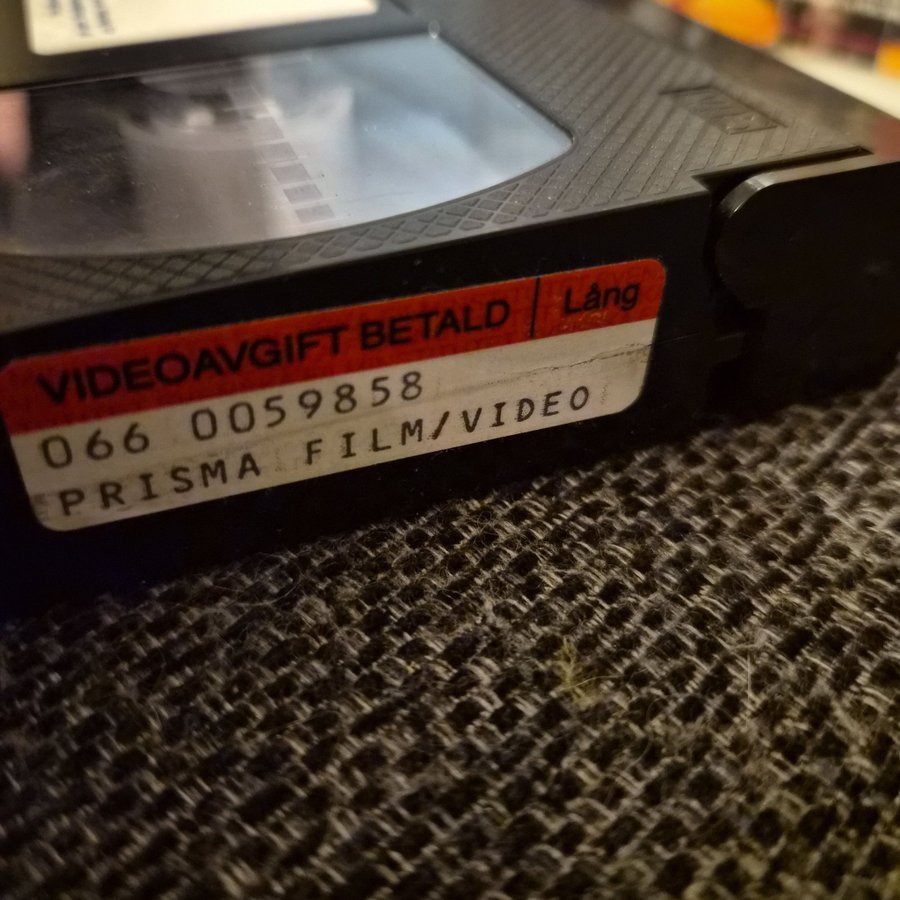 VIDEOAVGIFT BETALD | Lång
066 0059858
PRISMA FILM/VIDEO